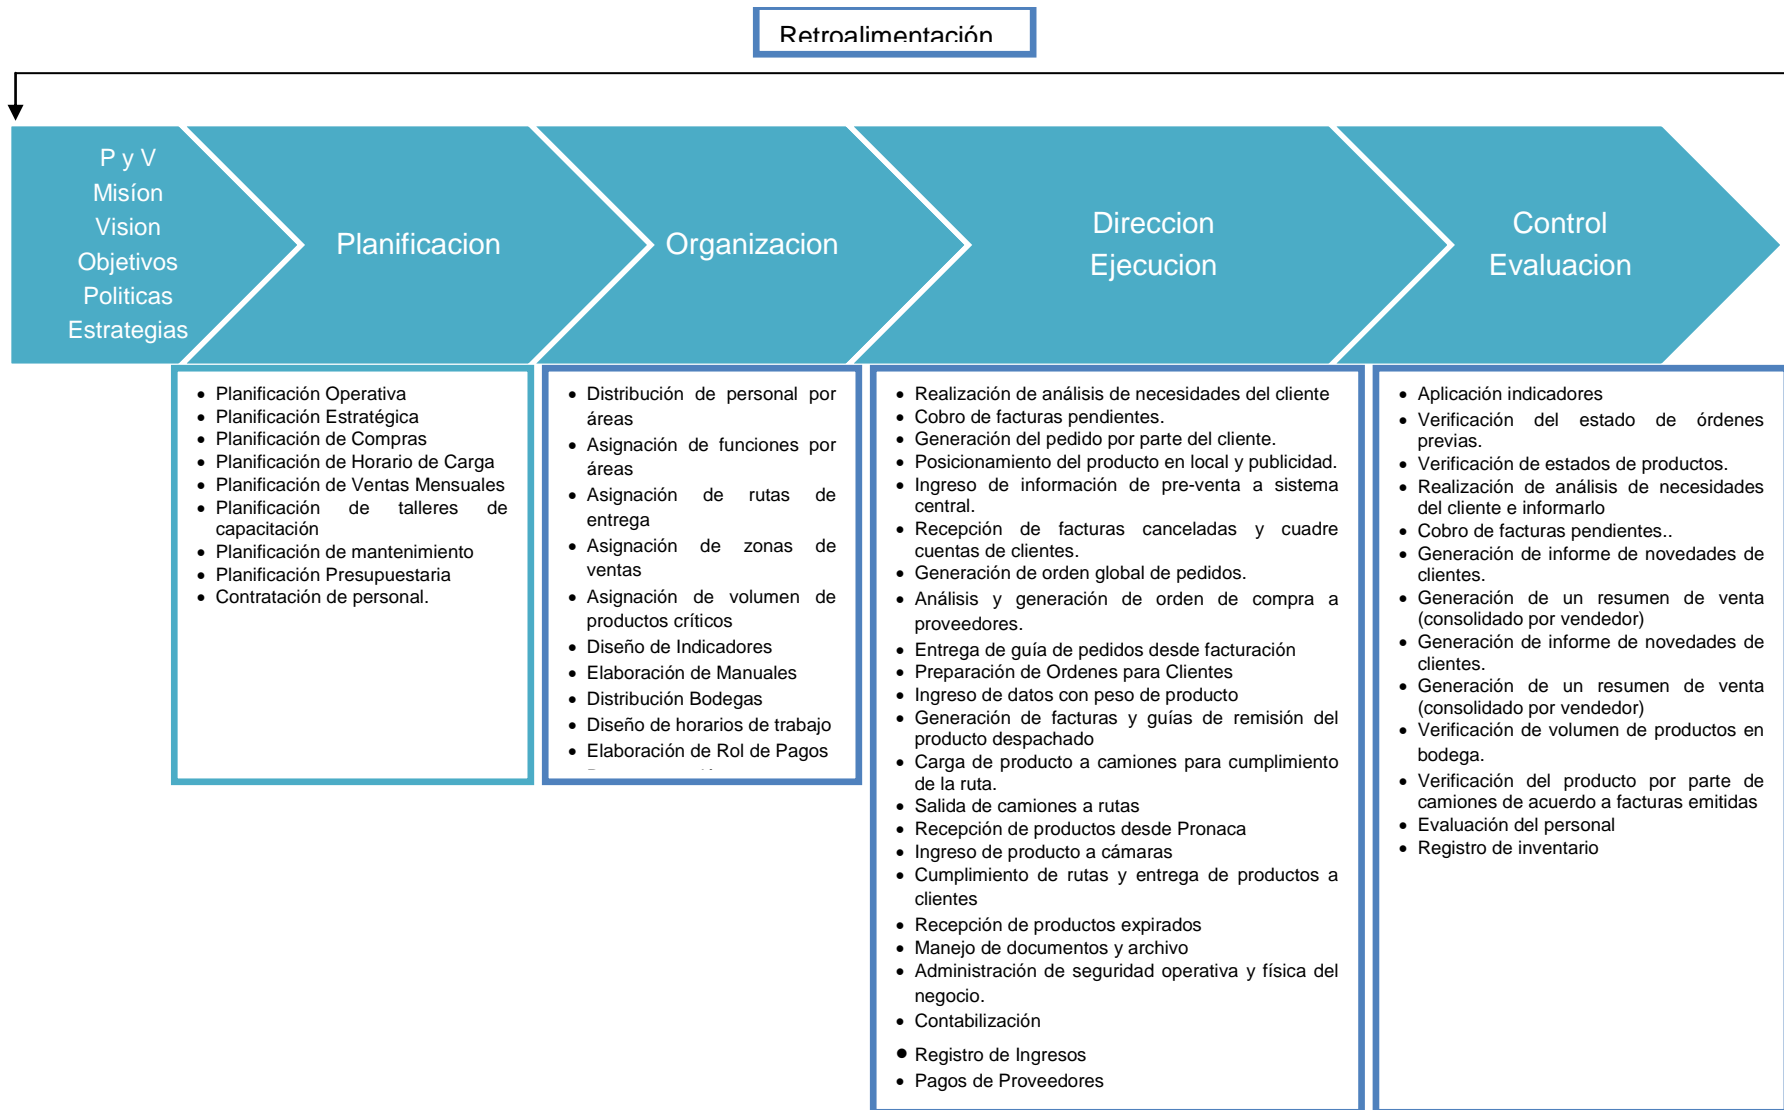 Retroalimentación
P y V
Misíon
Vision
Objetivos
Politicas
Estrategias
Planificacion
Organizacion
Direccion
Ejecucion
Control
Evaluacion
• Planificación Operativa
• Planificación Estratégica
• Planificación de Compras
• Planificación de Horario de Carga
• Planificación de Ventas Mensuales
• Planificación de talleres de
capacitación
• Planificación de mantenimiento
• Planificación Presupuestaria
• Contratación de personal.
• Distribución de personal por
áreas
• Asignación de funciones por
áreas
• Asignación de rutas de
entrega
• Asignación de zonas de
ventas
• Asignación de volumen de
productos críticos
• Diseño de Indicadores
• Elaboración de Manuales
• Distribución Bodegas
• Diseño de horarios de trabajo
• Elaboración de Rol de Pagos
• Realización de análisis de necesidades del cliente
• Cobro de facturas pendientes.
• Generación del pedido por parte del cliente.
• Posicionamiento del producto en local y publicidad.
• Ingreso de información de pre-venta a sistema
central.
• Recepción de facturas canceladas y cuadre
cuentas de clientes.
• Generación de orden global de pedidos.
• Análisis y generación de orden de compra a
proveedores.
• Entrega de guía de pedidos desde facturación
• Preparación de Ordenes para Clientes
• Ingreso de datos con peso de producto
• Generación de facturas y guías de remisión del
producto despachado
• Carga de producto a camiones para cumplimiento
de la ruta.
• Salida de camiones a rutas
• Recepción de productos desde Pronaca
• Ingreso de producto a cámaras
• Cumplimiento de rutas y entrega de productos a
clientes
• Recepción de productos expirados
• Manejo de documentos y archivo
• Administración de seguridad operativa y física del
negocio.
• Contabilización
• Registro de Ingresos
• Pagos de Proveedores
• Aplicación indicadores
• Verificación del estado de órdenes
previas.
• Verificación de estados de productos.
• Realización de análisis de necesidades
del cliente e informarlo
• Cobro de facturas pendientes..
• Generación de informe de novedades de
clientes.
• Generación de un resumen de venta
(consolidado por vendedor)
• Generación de informe de novedades de
clientes.
• Generación de un resumen de venta
(consolidado por vendedor)
• Verificación de volumen de productos en
bodega.
• Verificación del producto por parte de
camiones de acuerdo a facturas emitidas
• Evaluación del personal
• Registro de inventario